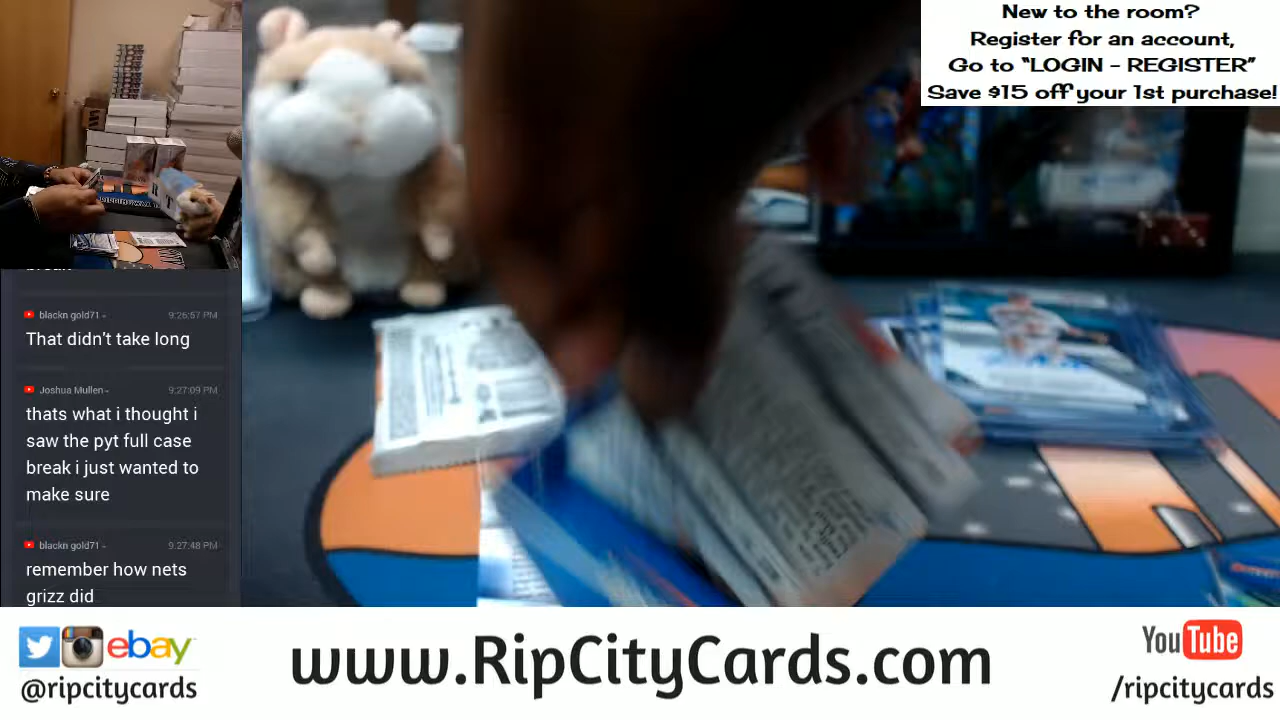 New to the room?
Register for an account,
Go to "LOGIN - REGISTER"
Save $15 off your 1st purchase!
blackn gold71
9:26:57 PM
That didn't take long
Joshua Mullen
9:27:09 PM
thats what i thought i
saw the pyt full case
break i just wanted to
make sure
blackn gold71
9:27:48 PM
remember how nets
grizz did
ebay
@ripcitycards
www.RipCityCards.com
YouTube
/ripcitycards